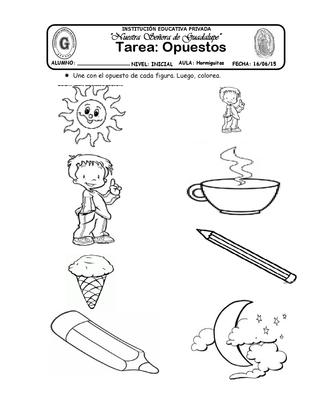 INSTITUCIÓN EDUCATIVA PRIVADA
"Nuestra Señora de Guadalupe"
Tarea: Opuestos
G
ALUMNO: NIVEL: INICIAL AULA: Hormiguitas FECHA: 16/06/15
Une con el opuesto de cada figura. Luego, colorea.